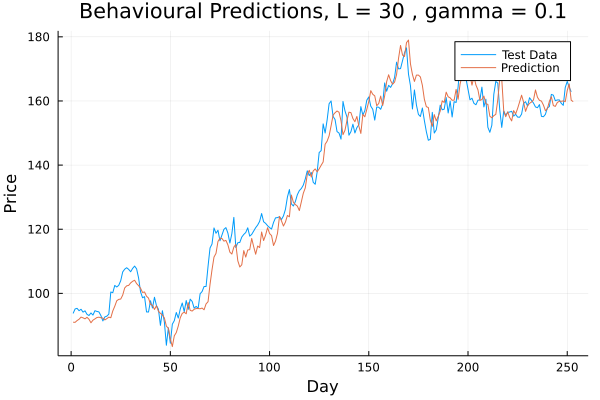 Behavioural Predictions, L = 30 , gamma = 0.1
180
160
140
120
100
Price
Test Data
Prediction
0 50 100 150 200 250
Day